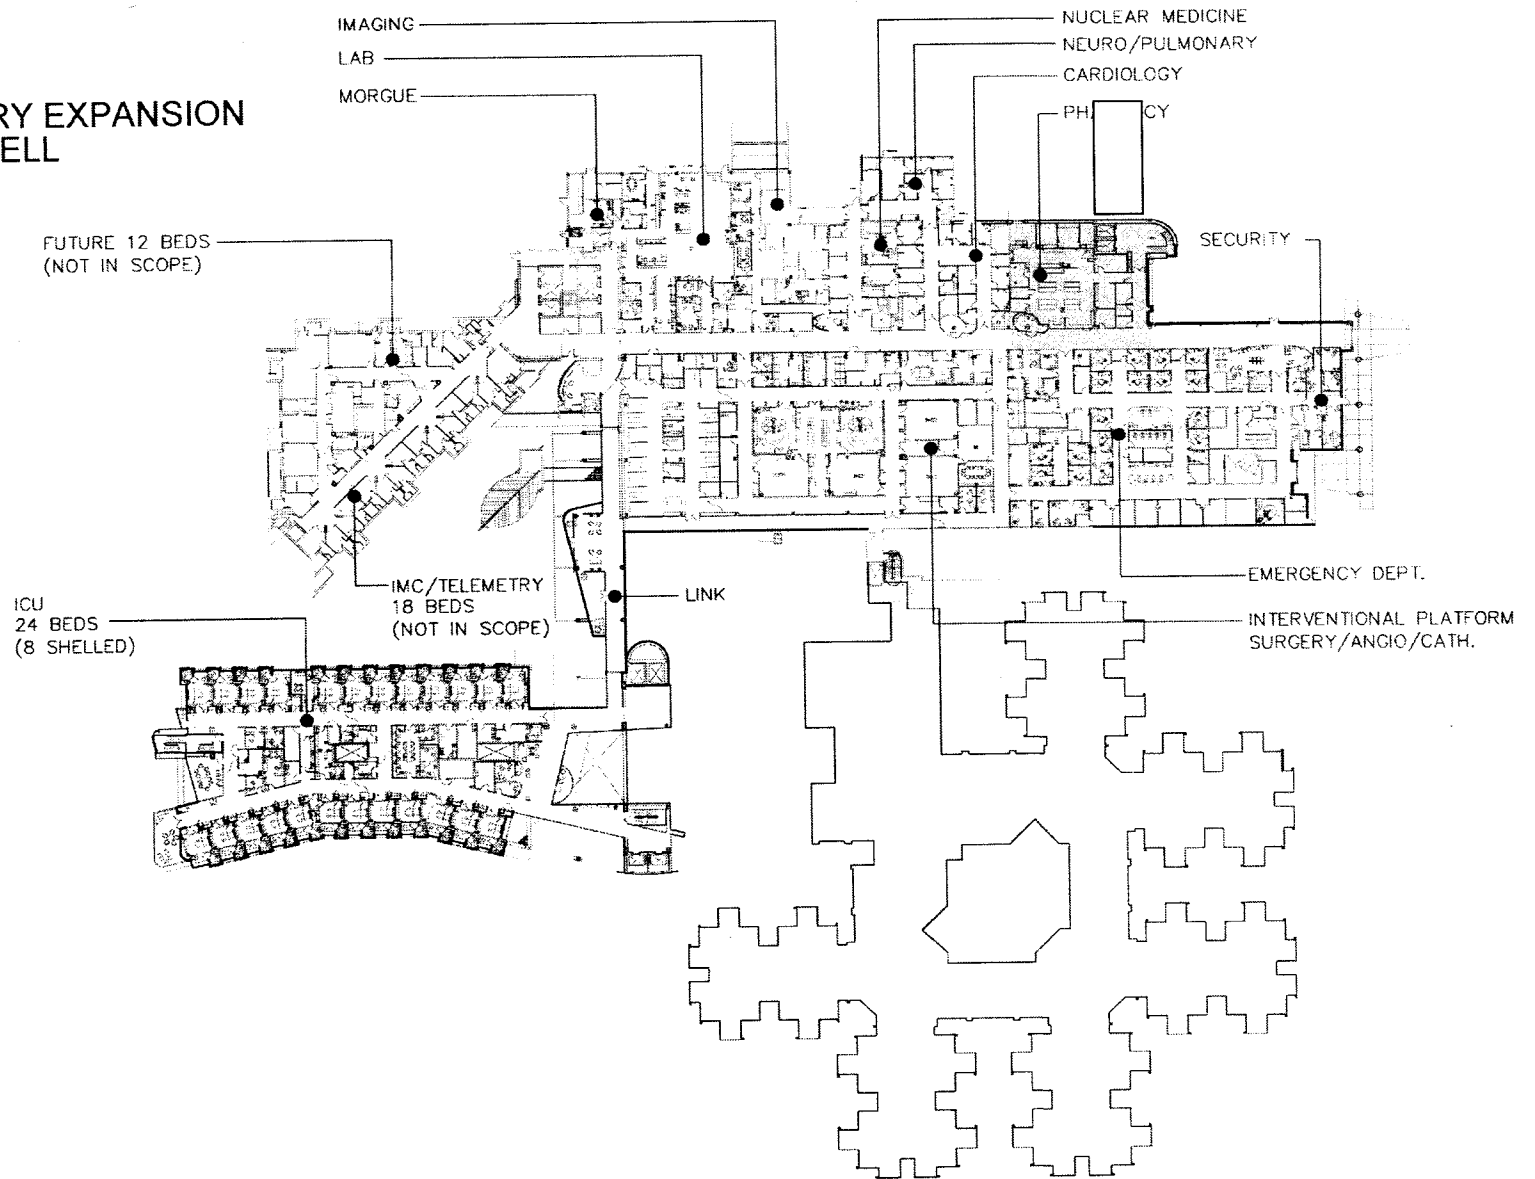 IMAGING
LAB
MORGUE
NUCLEAR MEDICINE
NEURO/PULMONARY
CARDIOLOGY
PH CY
RY EXPANSION
ELL
FUTURE 12 BEDS
(NOT IN SCOPE)
SECURITY
IMC/TELEMETRY
18 BEDS
(NOT IN SCOPE)
LINK
ICU
24 BEDS
(8 SHELLED)
EMERGENCY DEPT.
INTERVENTIONAL PLATFORM
SURGERY/ANGIO/CATH.